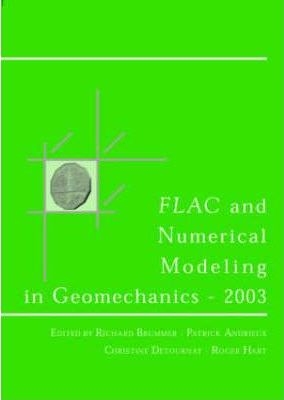 FLAC and
Numerical
Modeling
in Geomechanics - 2003
EDITED BY RICHARD BRUMMER · PATRICK ANDRIEUX
CHRISTINE DETOURNAY · ROGER HART